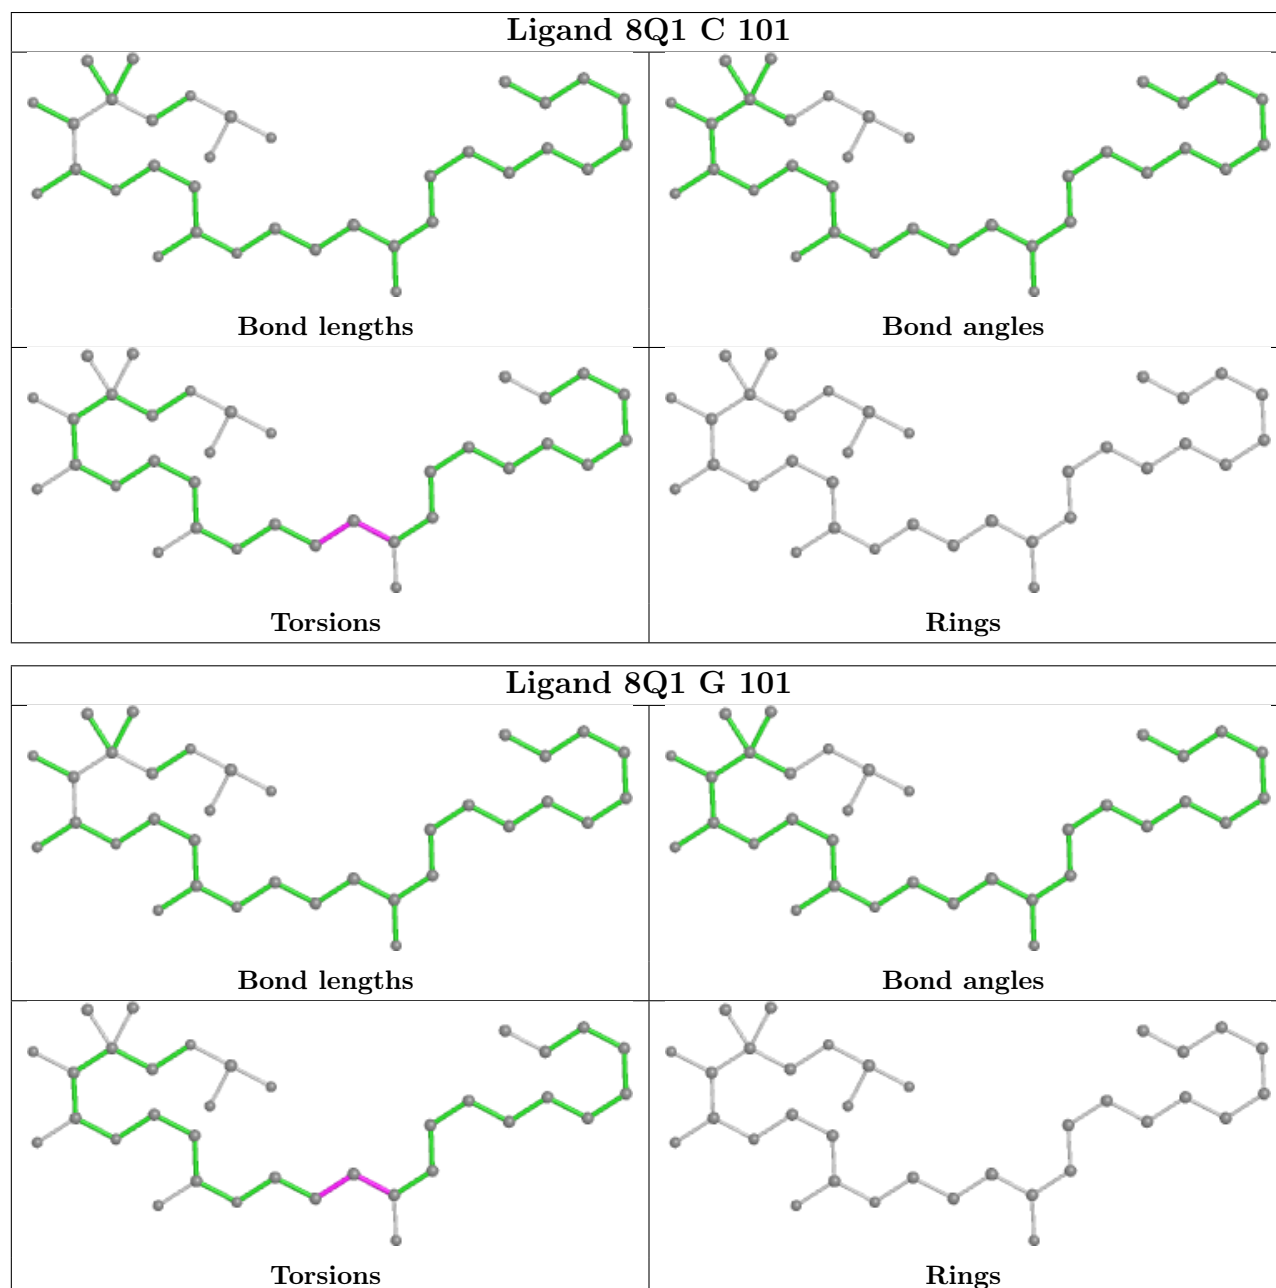 Ligand 8Q1 C 101
Bond lengths
Bond angles
Torsions
Rings
Ligand 8Q1 G 101
Bond lengths
Bond angles
Torsions
Rings